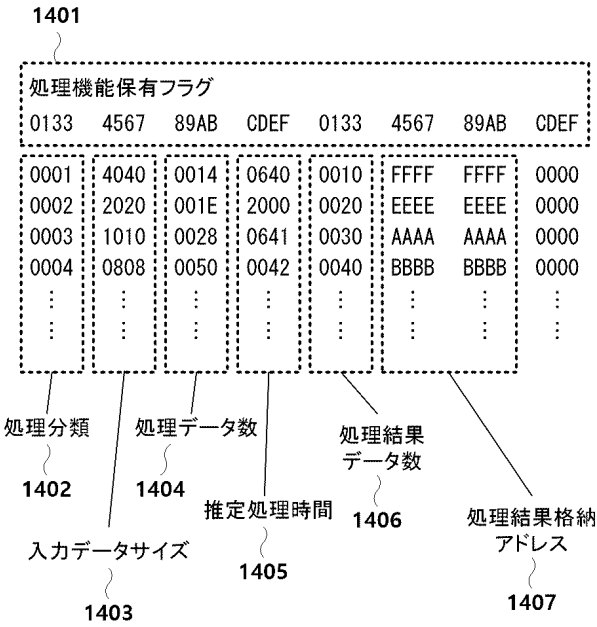 1401
処理機能保有フラグ
0133 4567 89AB CDEF 0133 4567 89AB CDEF
0001 4040 0014 0640 0010 FFFF FFFF 0000
0002 2020 001E 2000 0020 EEEE EEEE 0000
0003 1010 0028 0641 0030 AAAA AAAA 0000
0004 0808 0050 0042 0040 BBBB BBBB 0000
処理分類
1402
入力データサイズ
1403
処理データ数
1404
推定処理時間
1405
処理結果
データ数
1406
処理結果格納
アドレス
1407